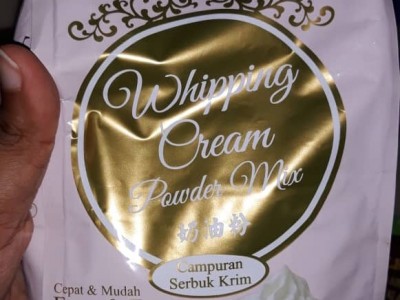 Whipping
Cream
Powder Mix
奶油粉
Campuran
Serbuk Krim
Cepat & Mudah